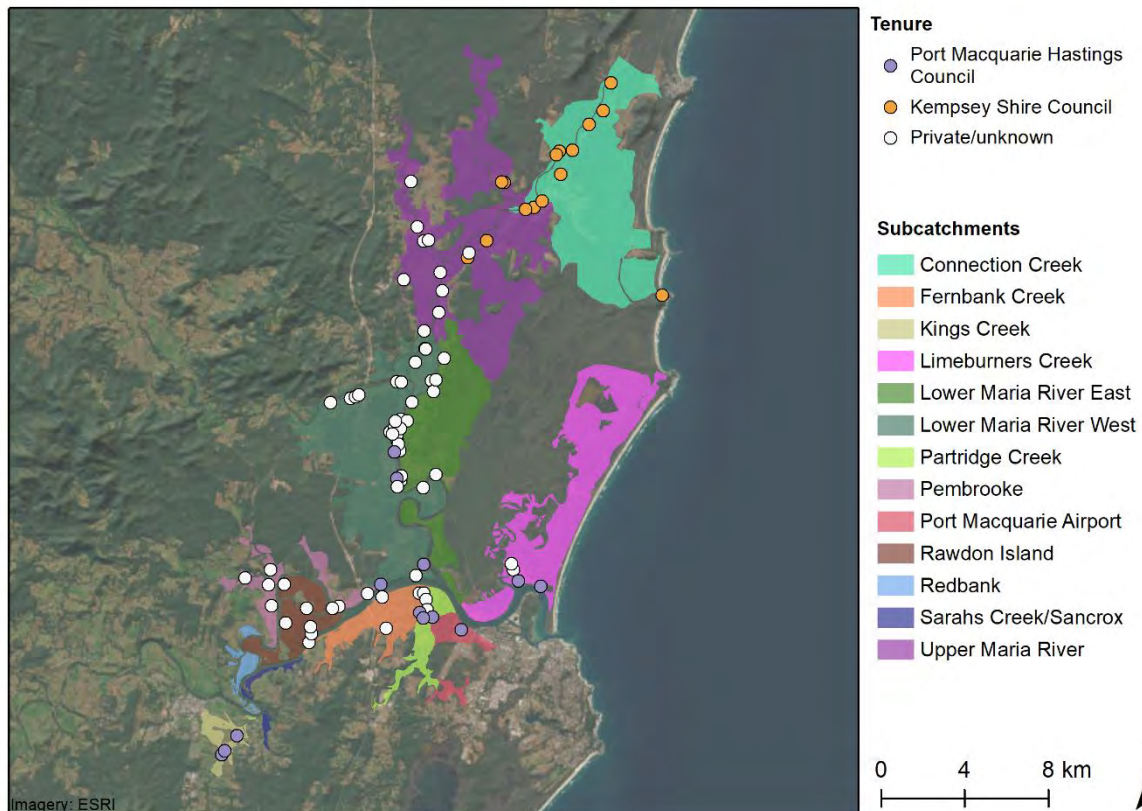 Tenure
Port Macquarie Hastings
Council
Kempsey Shire Council
Private/unknown
Subcatchments
Connection Creek
Fernbank Creek
Kings Creek
Limeburners Creek
Lower Maria River East
Lower Maria River West
Partridge Creek
Pembrooke
Port Macquarie Airport
Rawdon Island
Redbank
Sarahs Creek/Sancrox
Upper Maria River
0 4 8 km
Imagery: ESRI